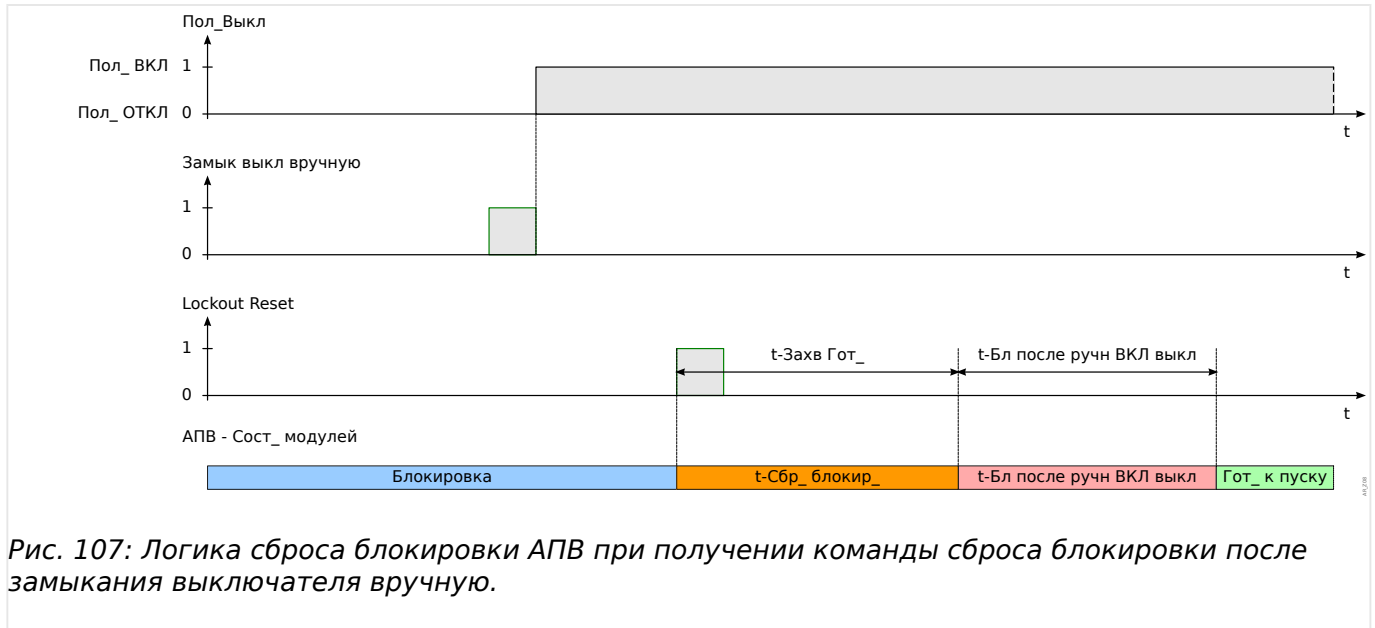 Пол_Выкл
Пол_ ВКЛ 1
Пол_ ОТКЛ 0
t
Замык выкл вручную
1
0
t
Lockout Reset
1
t-Захв Гот_
t-Бл после ручн ВКЛ выкл
0
t
АПВ - Сост_ модулей
Блокировка
t-Сбр_ блокир_
t-Бл после ручн ВКЛ выкл
Гот_ к пуску
Рис. 107: Логика сброса блокировки АПВ при получении команды сброса блокировки после
замыкания выключателя вручную.